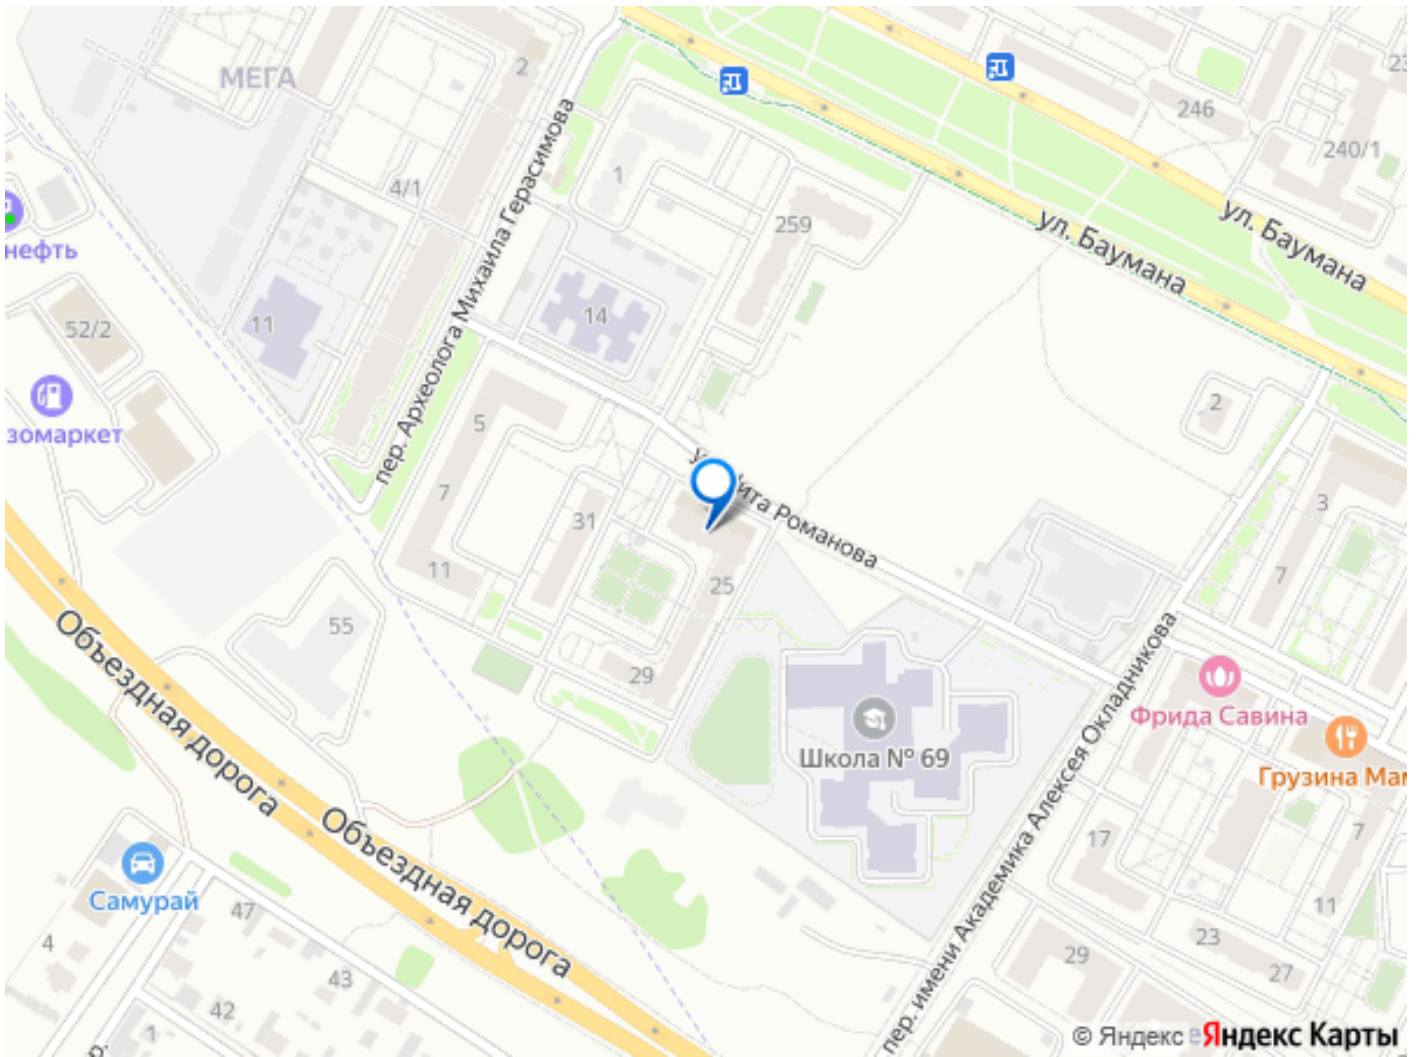 МЕГА
2
246
23
240/1
4/1
1
259
пер. Археолога Михаила Герасимова
ул. Баумана
ул. Баумана
нефть
52/2
11
14
зомаркет
5
2
7
31
3
Рита Романова
11
25
7
55
29
Объездная дорога
Школа № 69
Фрида Савина
Грузина Мам
пер. имени Академика Алексея Окладникова
Объездная дорога
17
7
Самурай
47
4
11
23
29
27
43
42
1
р.
© Яндекс
Яндекс Карты